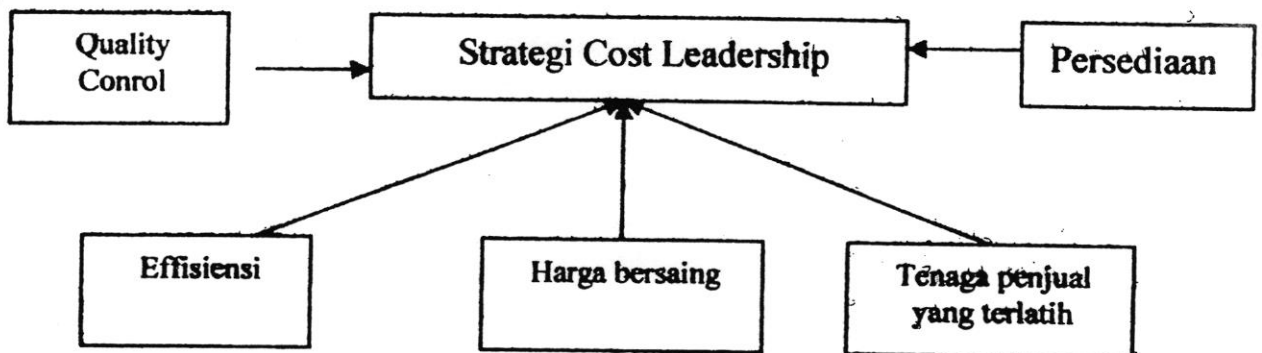 Quality
Conrol
Strategi Cost Leadership
Persediaan
Effisiensi
Harga bersaing
Tenaga penjual
yang terlatih